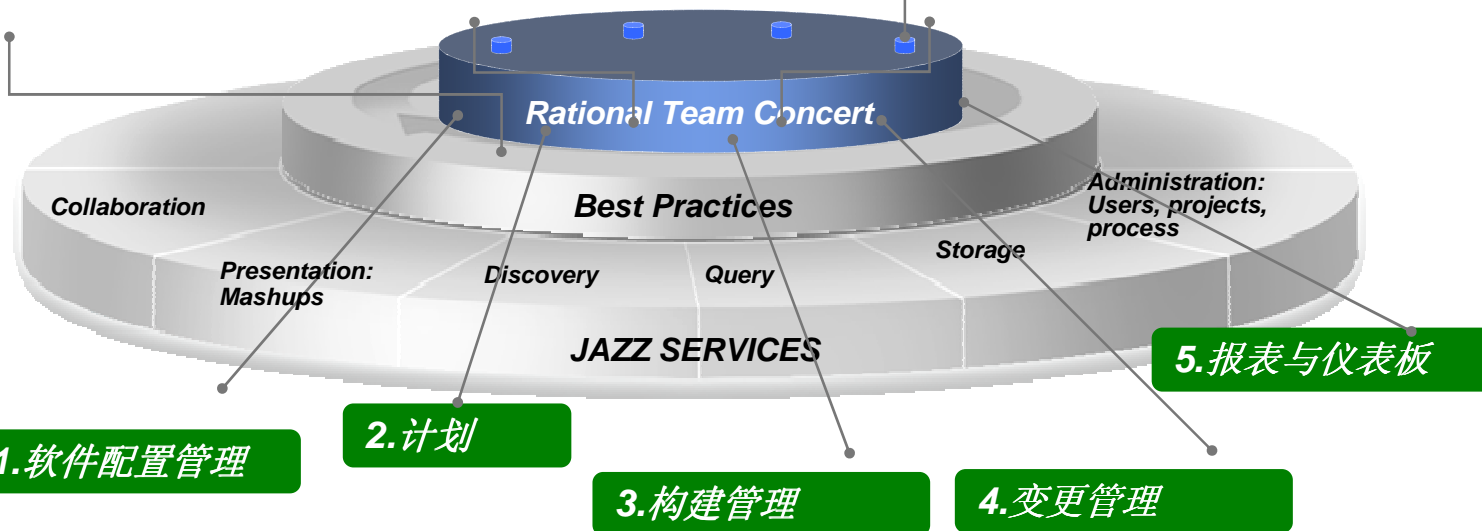 Rational Team Concert
Best Practices
Collaboration
Administration:
Users, projects,
process
Storage
Presentation:
Mashups
Discovery
Query
JAZZ SERVICES
5.报表与仪表板
2.计划
1.软件配置管理
3.构建管理
4.变更管理